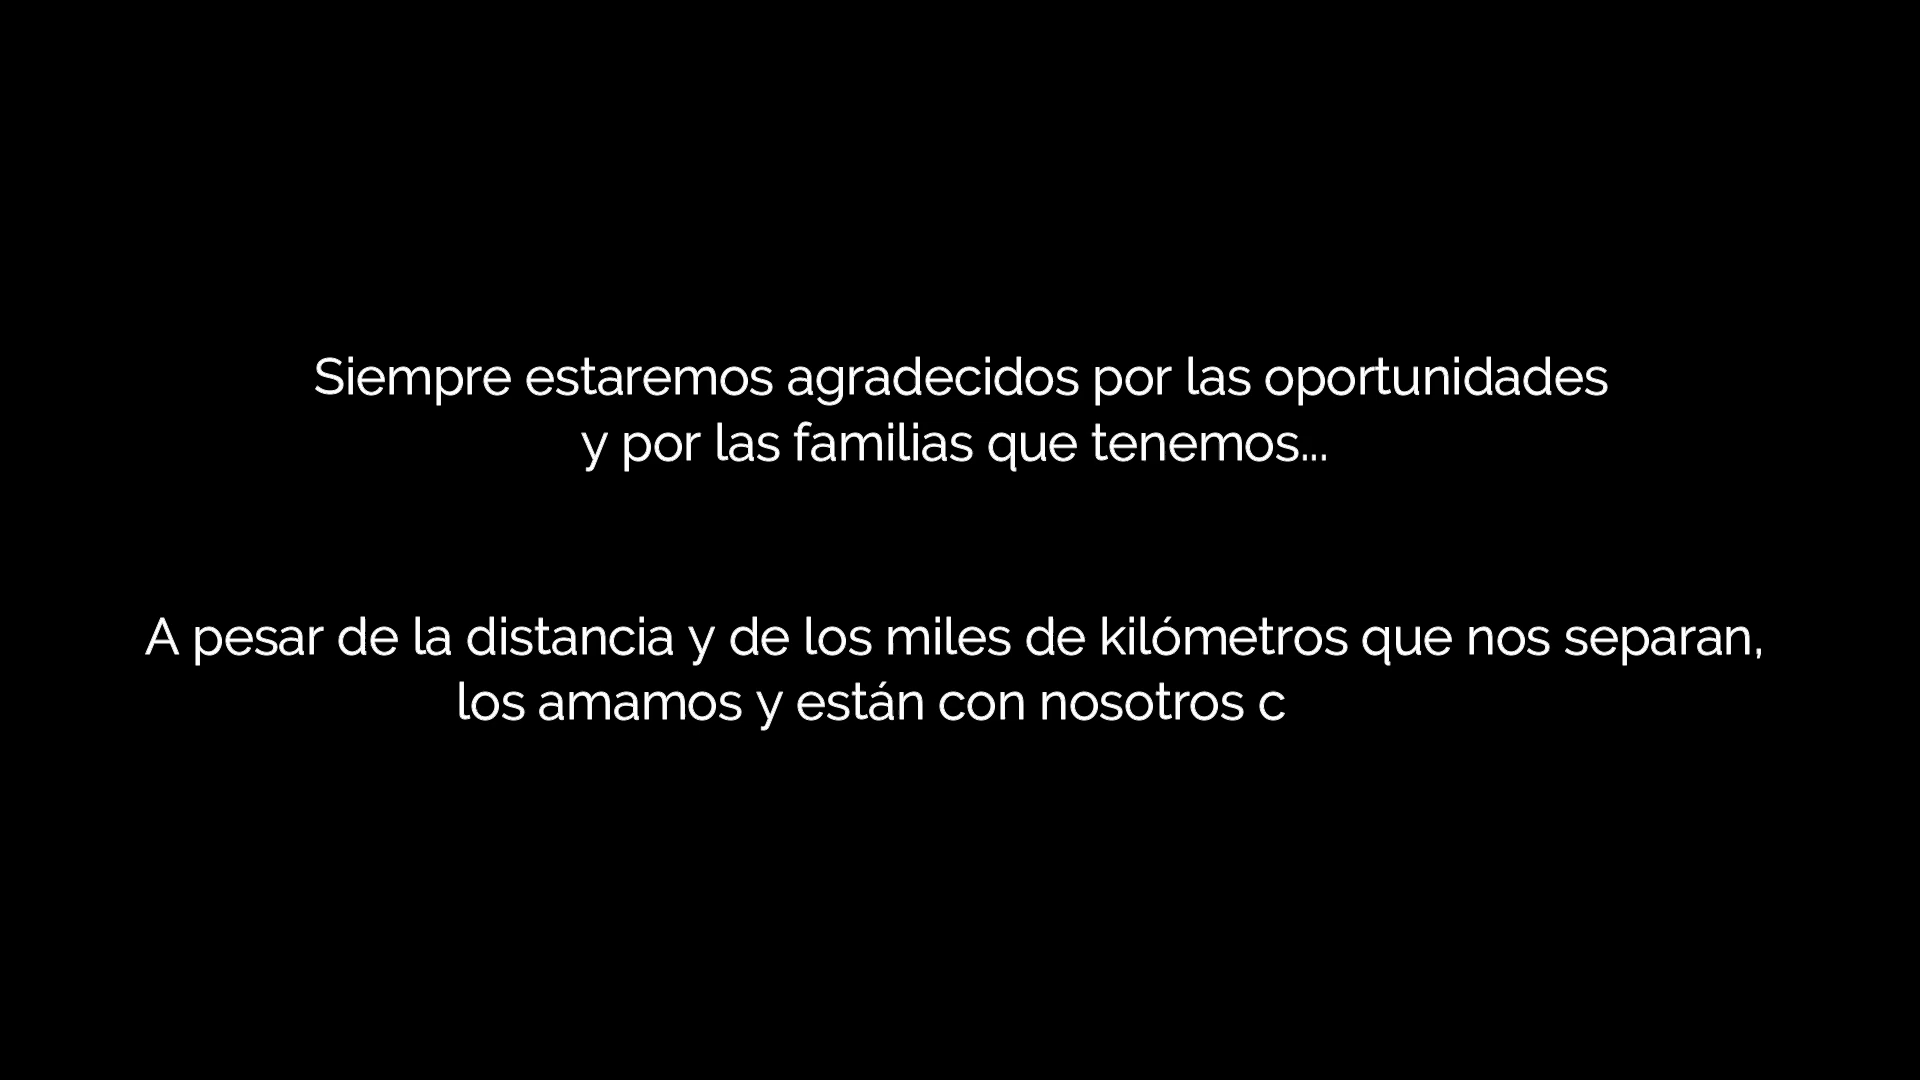 Siempre estaremos agradecidos por las oportunidades
y por las familias que tenemos...
A pesar de la distancia y de los miles de kilómetros que nos separan,
los amamos y están con nosotros c